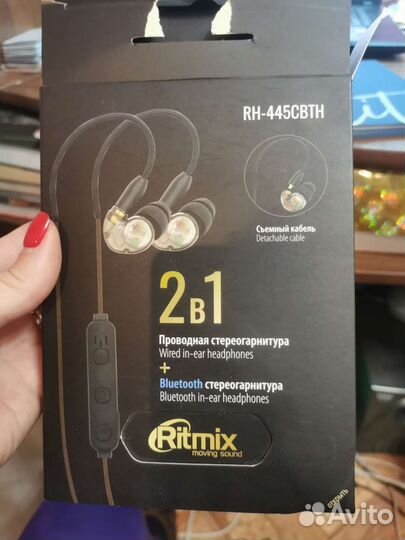 RH-445CBTH
Съемный кабель
Detachable cable
2в1
Проводная стереогарнитура
Wired in-ear headphones
+
Bluetooth стереогарнитура
Bluetooth in-ear headphones
Ritmix
moving sound
открыть
Avito